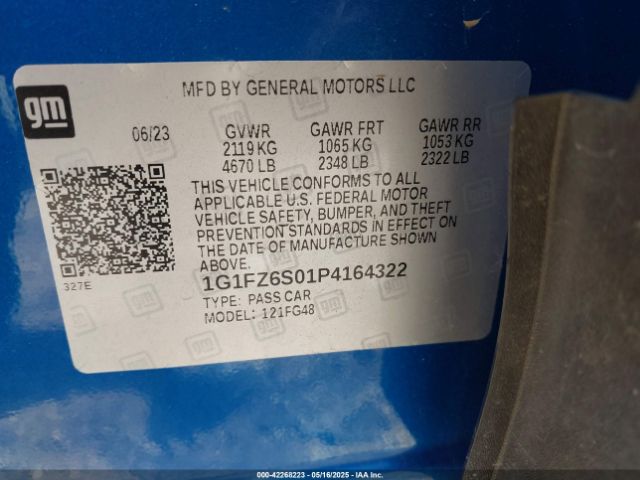 gm
MFD BY GENERAL MOTORS LLC
06/23 GVWR GAWR FRT GAWR RR
2119 KG 1065 KG 1053 KG
4670 LB 2348 LB 2322 LB
THIS VEHICLE CONFORMS TO ALL
APPLICABLE U.S. FEDERAL MOTOR
VEHICLE SAFETY, BUMPER, AND THEFT
PREVENTION STANDARDS IN EFFECT ON
THE DATE OF MANUFACTURE SHOWN
ABOVE.
327E
1G1FZ6S01P4164322
TYPE: PASS CAR
MODEL: 121FG48
000-42268223 - 05/16/2025 - IAA Inc.